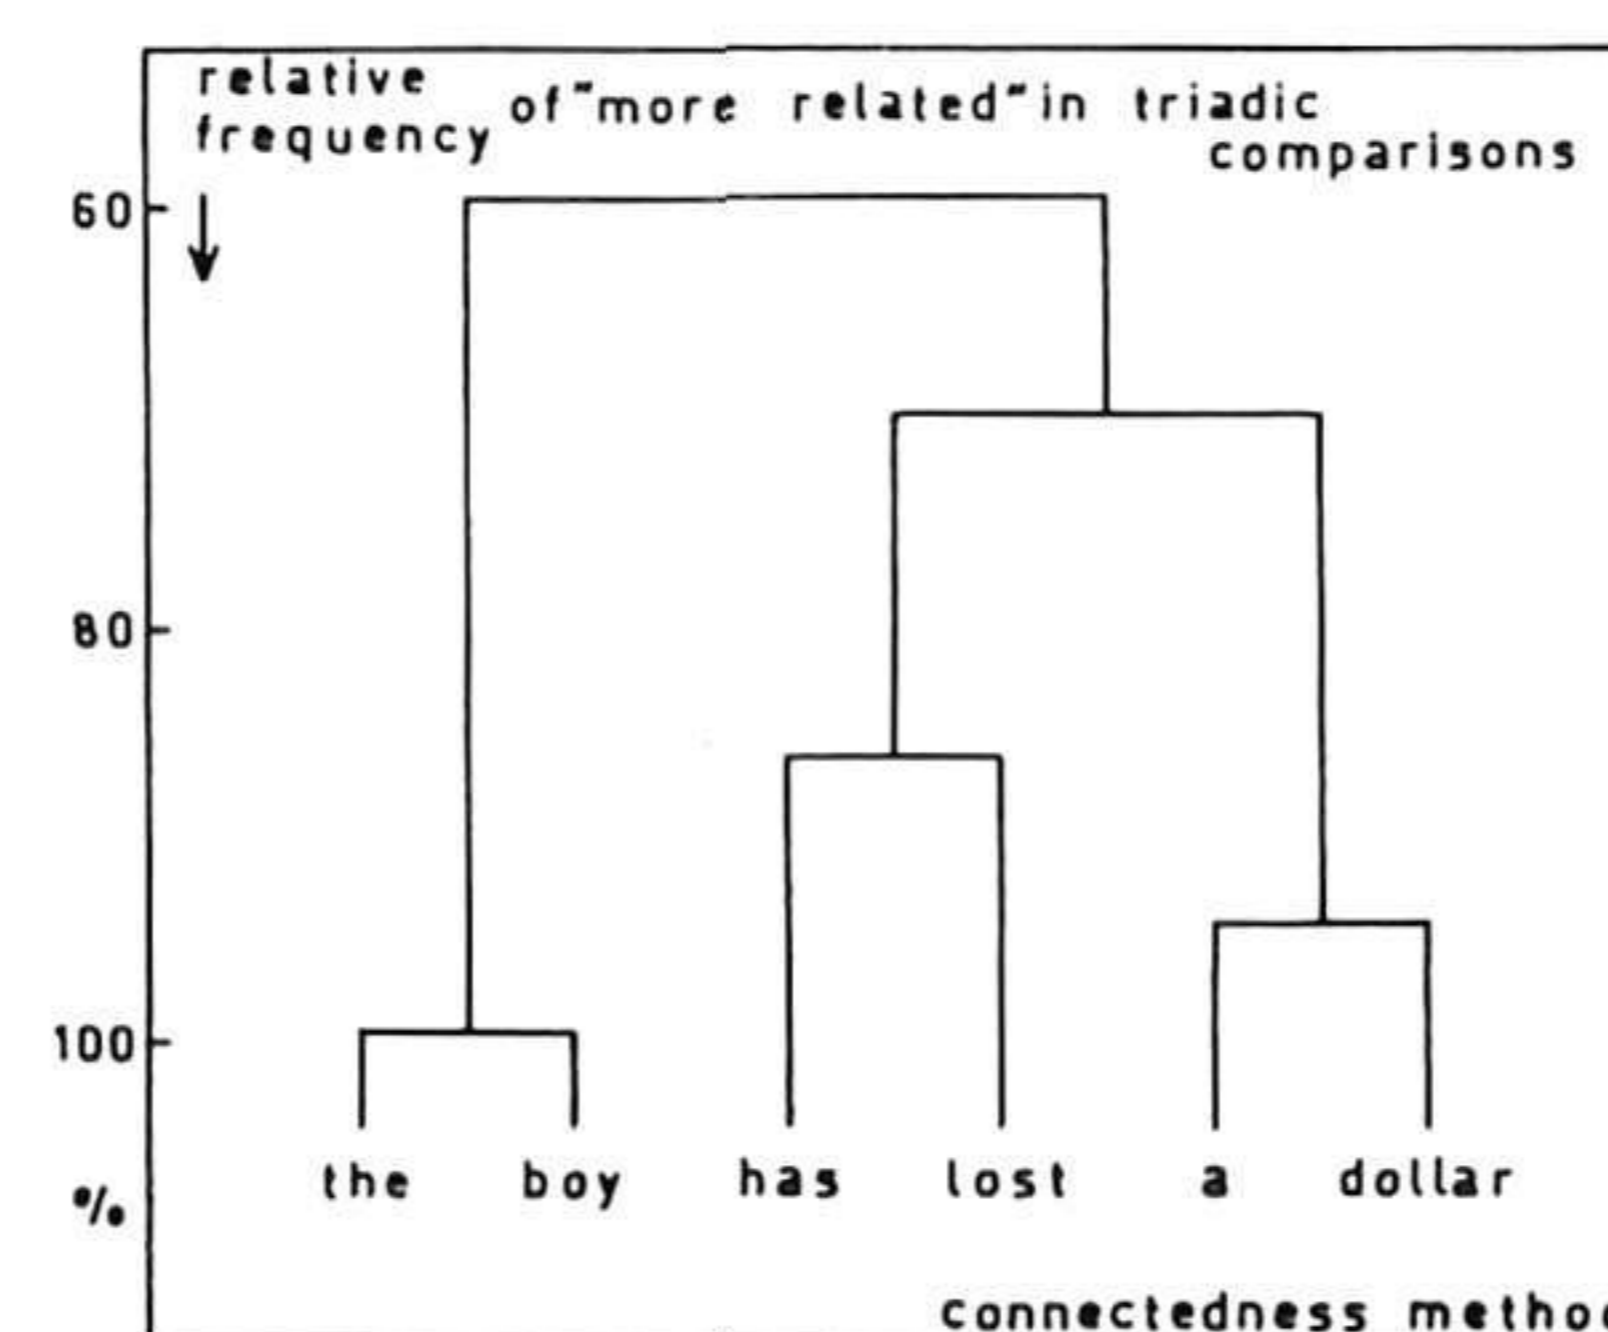 relative
frequency of "more related" in triadic
comparisons
60
80
100
%
the boy has lost a dollar
connectedness